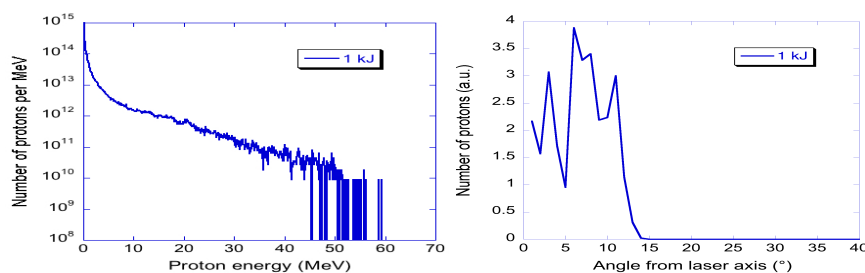 Number of protons per MeV
10^15
10^14
10^13
10^12
10^11
10^10
10^9
10^8
1 kJ
0 10 20 30 40 50 60 70
Proton energy (MeV)
Number of protons (a.u.)
4
3.5
3
2.5
2
1.5
1
0.5
0
1 kJ
0 5 10 15 20 25 30 35 40
Angle from laser axis (°)